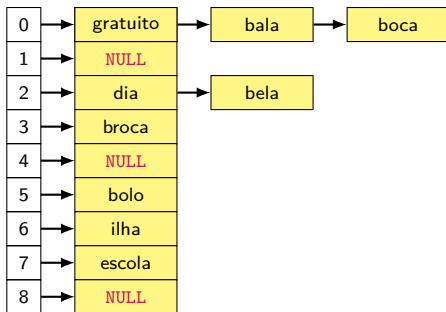 0 gratuito bala boca
1 NULL
2 dia bela
3 broca
4 NULL
5 bolo
6 ilha
7 escola
8 NULL